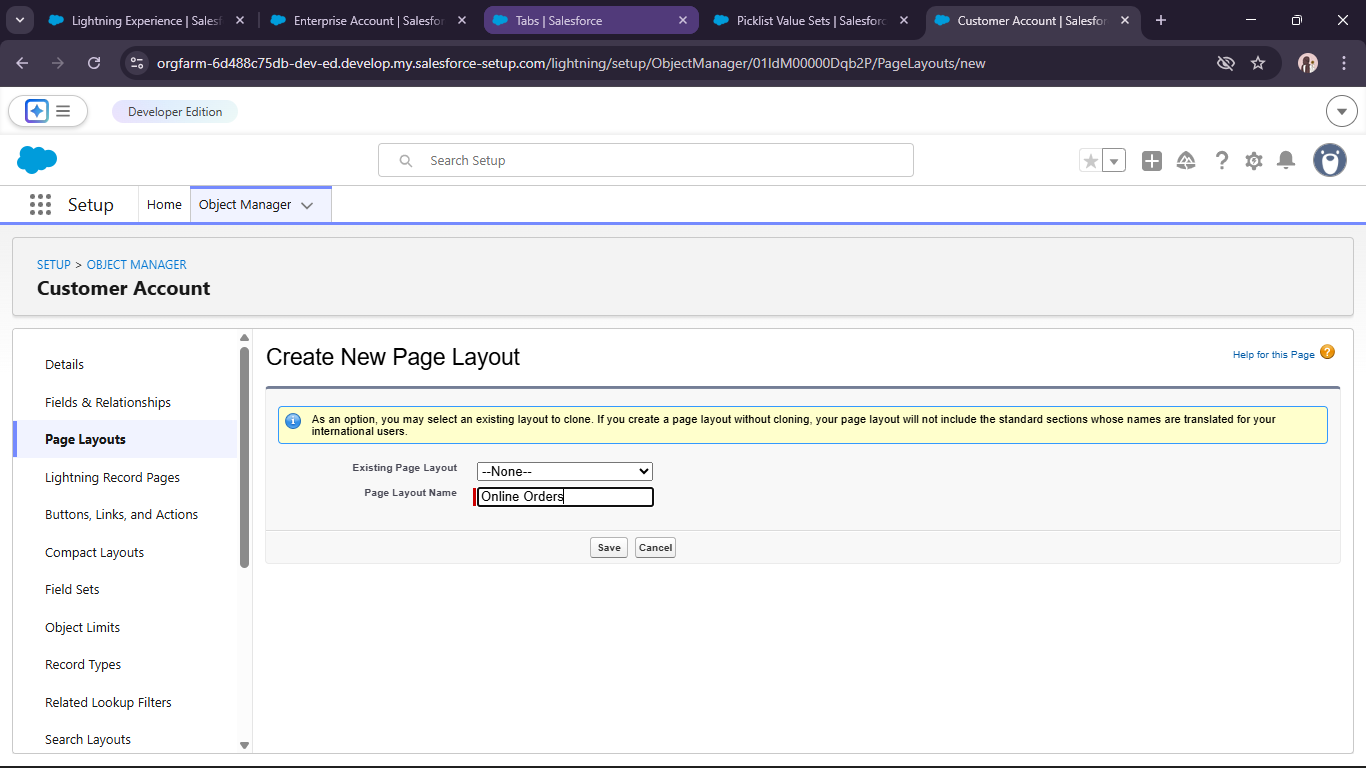 Lightning Experience | Salesf
Enterprise Account | Salesfor
Tabs | Salesforce
Picklist Value Sets | Salesforc
Customer Account | Salesfor
orgfarm-6d488c75db-dev-ed.develop.my.salesforce-setup.com/lightning/setup/ObjectManager/01IdM00000Dqb2P/PageLayouts/new
Developer Edition
Search Setup
Setup
Home
Object Manager
SETUP > OBJECT MANAGER
Customer Account
Details
Fields & Relationships
Page Layouts
Lightning Record Pages
Buttons, Links, and Actions
Compact Layouts
Field Sets
Object Limits
Record Types
Related Lookup Filters
Search Layouts
Create New Page Layout
Help for this Page ?
As an option, you may select an existing layout to clone. If you create a page layout without cloning, your page layout will not include the standard sections whose names are translated for your
international users.
Existing Page Layout --None--
Page Layout Name Online Orders
Save Cancel